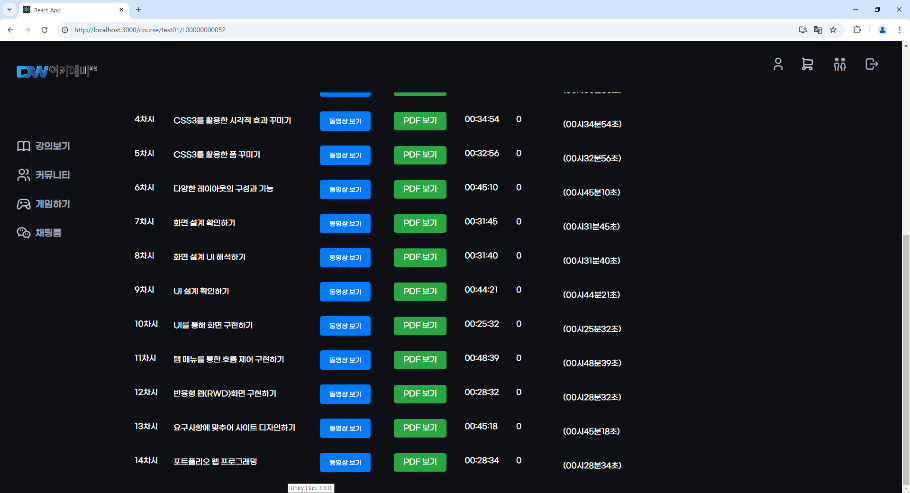 React App
http://localhost:3000/course/test01/L00000000052
DW아카데미
강의보기
커뮤니티
게임하기
채팅룸
4차시 CSS3를 활용한 시각적 효과 꾸미기 동영상 보기 PDF 보기 00:34:54 0 (00시34분54초)
5차시 CSS3를 활용한 폼 꾸미기 동영상 보기 PDF 보기 00:32:56 0 (00시32분56초)
6차시 다양한 레이아웃의 구성과 기능 동영상 보기 PDF 보기 00:45:10 0 (00시45분10초)
7차시 화면 설계 확인하기 동영상 보기 PDF 보기 00:31:45 0 (00시31분45초)
8차시 화면 설계 UI 해석하기 동영상 보기 PDF 보기 00:31:40 0 (00시31분40초)
9차시 UI 설계 확인하기 동영상 보기 PDF 보기 00:44:21 0 (00시44분21초)
10차시 UI를 통해 화면 구현하기 동영상 보기 PDF 보기 00:25:32 0 (00시25분32초)
11차시 탭 메뉴를 통한 흐름 제어 구현하기 동영상 보기 PDF 보기 00:48:39 0 (00시48분39초)
12차시 반응형 웹(RWD)화면 구현하기 동영상 보기 PDF 보기 00:28:32 0 (00시28분32초)
13차시 요구사항에 맞추어 사이트 디자인하기 동영상 보기 PDF 보기 00:45:18 0 (00시45분18초)
14차시 포트폴리오 웹 프로그래밍 동영상 보기 PDF 보기 00:28:34 0 (00시28분34초)
Unity Hub 3.8.0